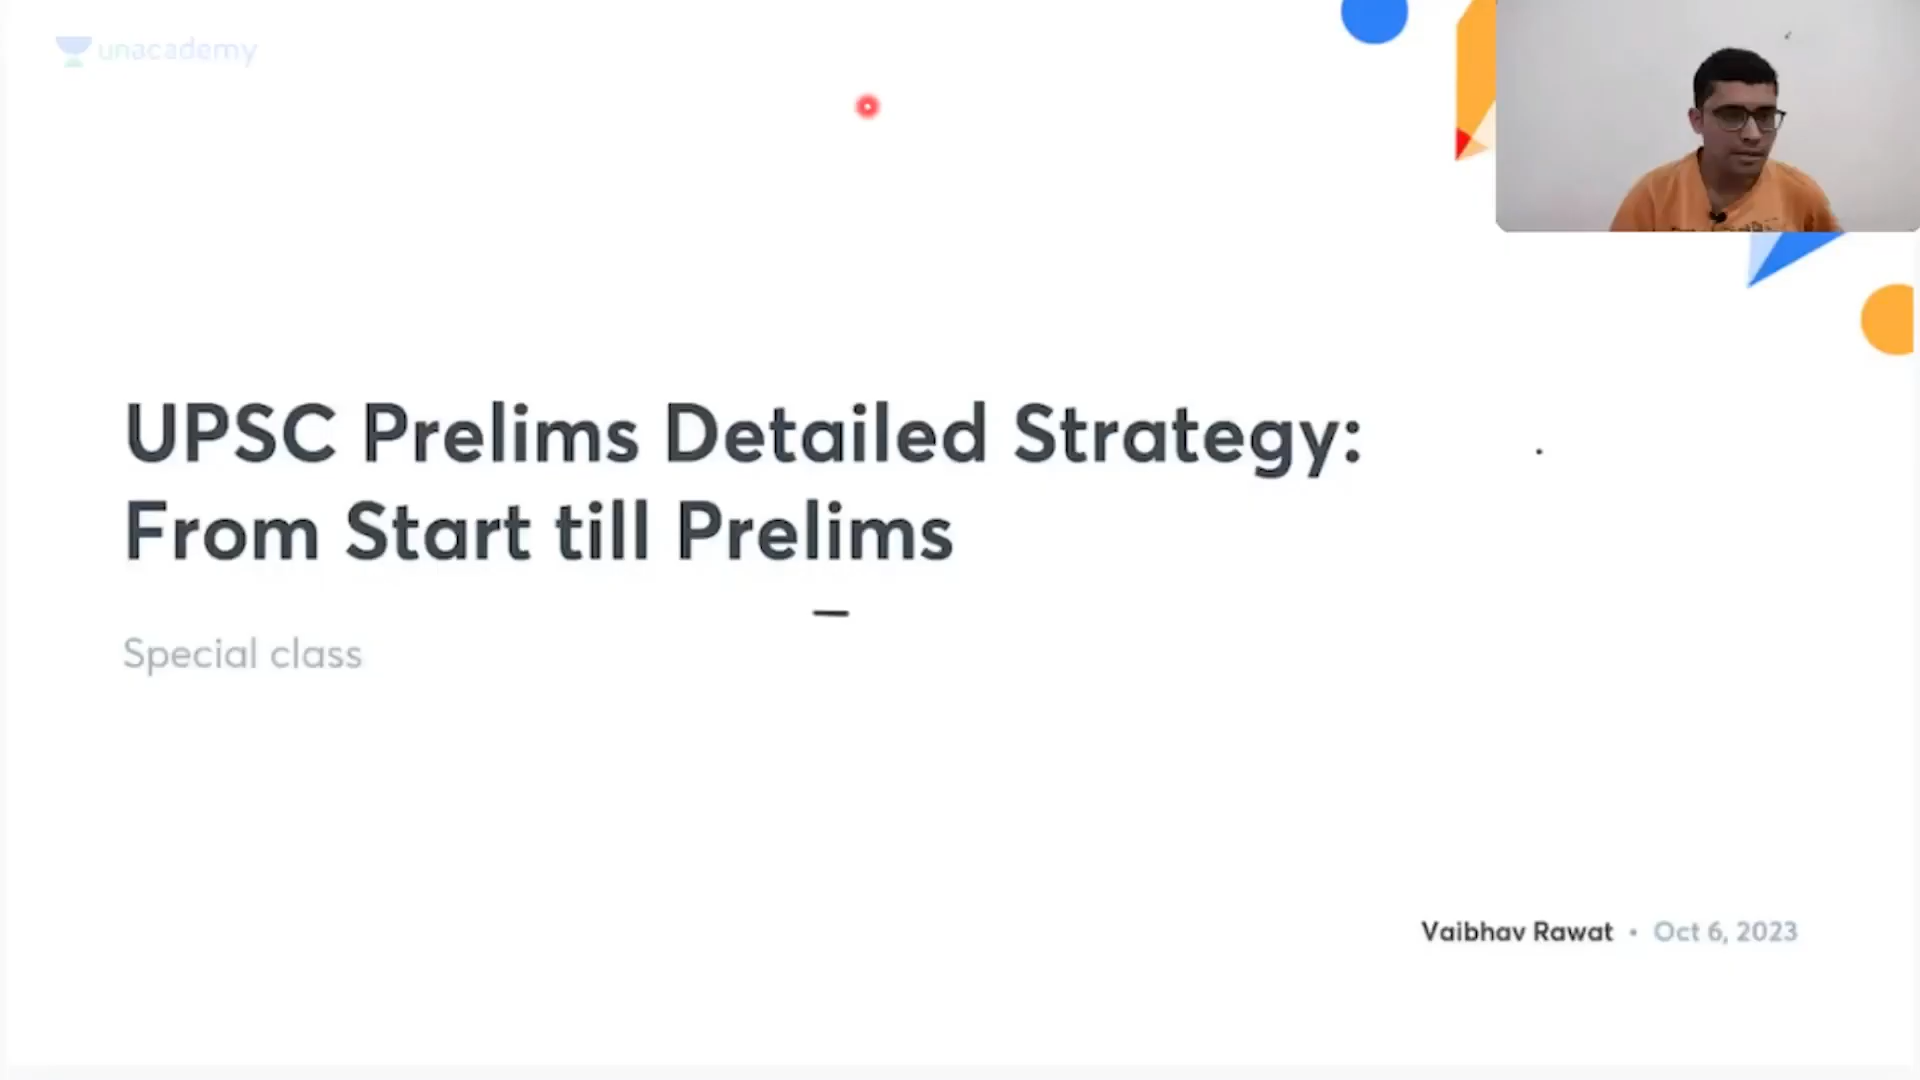 unacademy
UPSC Prelims Detailed Strategy:
From Start till Prelims
Special class
Vaibhav Rawat • Oct 6, 2023